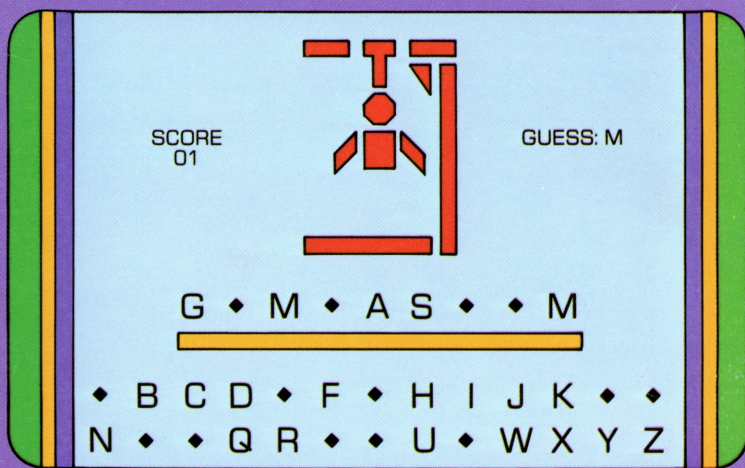 SCORE
01
GUESS: M
G ◆ M ◆ A S ◆ ◆ M
◆ B C D ◆ F ◆ H I J K ◆ ◆
N ◆ ◆ Q R ◆ ◆ U ◆ W X Y Z